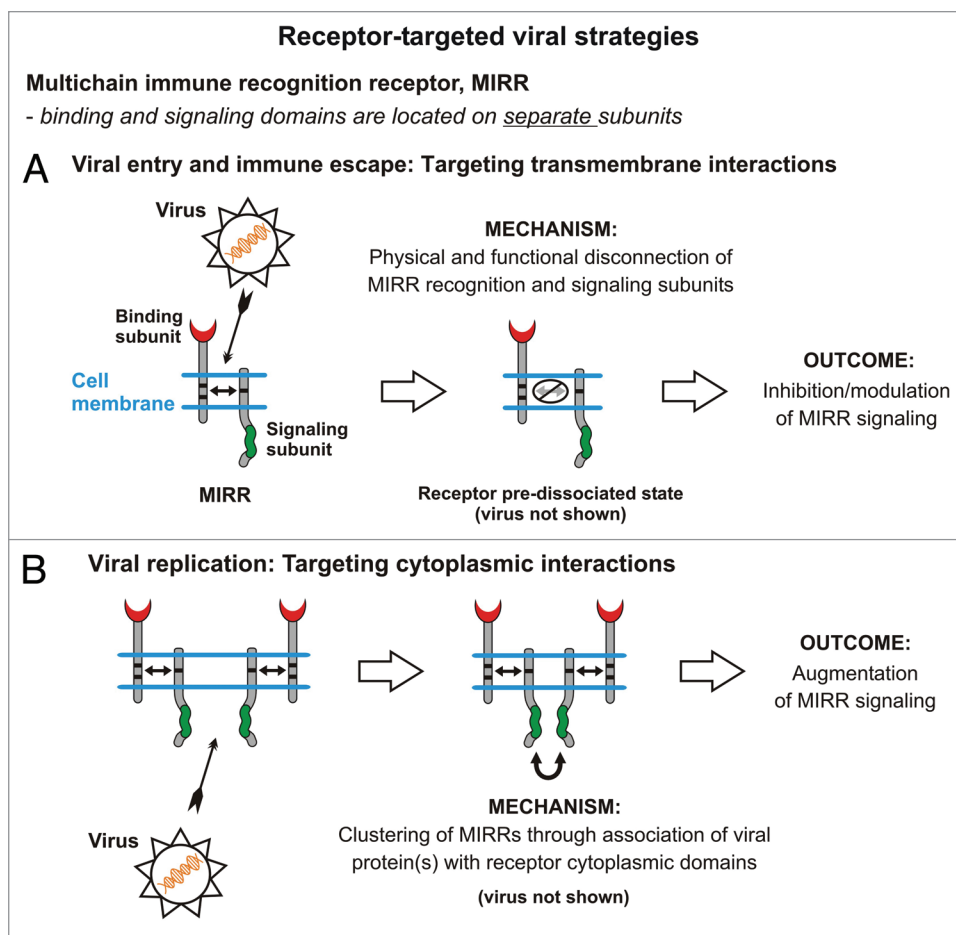 Receptor-targeted viral strategies
Multichain immune recognition receptor, MIRR
- binding and signaling domains are located on separate subunits
A
Viral entry and immune escape: Targeting transmembrane interactions
Virus
MECHANISM:
Physical and functional disconnection of
MIRR recognition and signaling subunits
Binding
subunit
Cell
membrane
Signaling
subunit
MIRR
Receptor pre-dissociated state
(virus not shown)
OUTCOME:
Inhibition/modulation
of MIRR signaling
B
Viral replication: Targeting cytoplasmic interactions
OUTCOME:
Augmentation
of MIRR signaling
Virus
MECHANISM:
Clustering of MIRRs through association of viral
protein(s) with receptor cytoplasmic domains
(virus not shown)